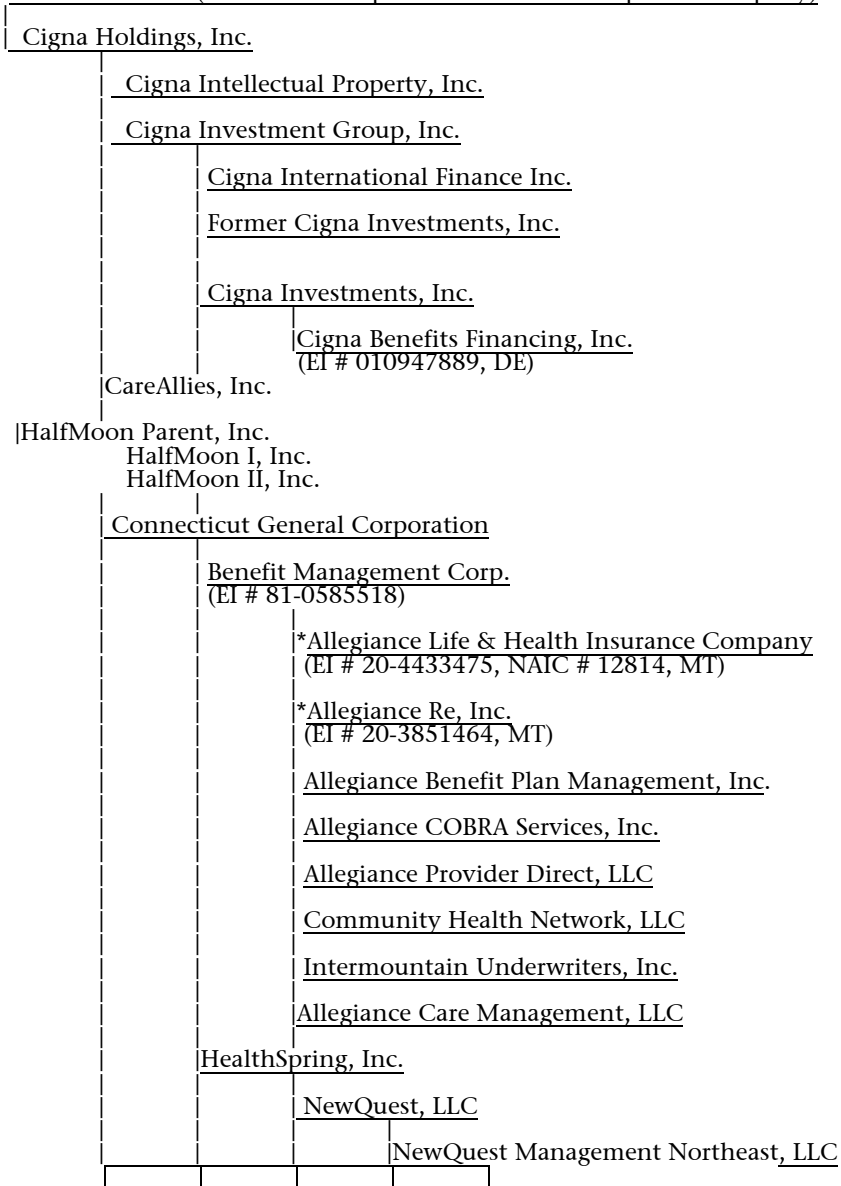 Cigna Holdings, Inc.
Cigna Intellectual Property, Inc.
Cigna Investment Group, Inc.
Cigna International Finance Inc.
Former Cigna Investments, Inc.
Cigna Investments, Inc.
Cigna Benefits Financing, Inc.
(EI # 010947889, DE)
CareAllies, Inc.
HalfMoon Parent, Inc.
HalfMoon I, Inc.
HalfMoon II, Inc.
Connecticut General Corporation
Benefit Management Corp.
(EI # 81-0585518)
*Allegiance Life & Health Insurance Company
(EI # 20-4433475, NAIC # 12814, MT)
*Allegiance Re, Inc.
(EI # 20-3851464, MT)
Allegiance Benefit Plan Management, Inc.
Allegiance COBRA Services, Inc.
Allegiance Provider Direct, LLC
Community Health Network, LLC
Intermountain Underwriters, Inc.
Allegiance Care Management, LLC
HealthSpring, Inc.
NewQuest, LLC
NewQuest Management Northeast, LLC